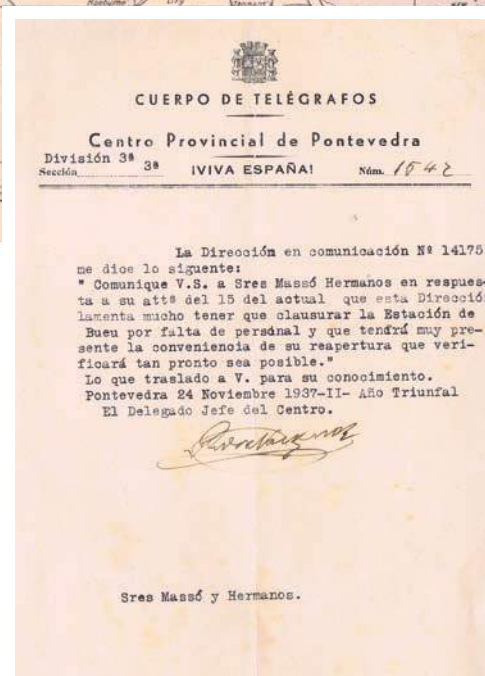 CUERPO DE TELÉGRAFOS
Centro Provincial de Pontevedra
División 3ª
Sección 3ª ¡VIVA ESPAÑA! Núm. 1542
La Dirección en comunicación Nº 14175
me dice lo siguiente:
" Comunique V.S. a Sres Massó Hermanos en respues-
ta a su attª del 15 del actual que esta Direcció
lamenta mucho tener que clausurar la Estación de
Bueu por falta de persónal y que tendrá muy pre-
sente la conveniencia de su reapertura que veri-
ficará tan pronto sea posible."
Lo que traslado a V. para su conocimiento.
Pontevedra 24 Noviembre 1937-II- Año Triunfal
El Delegado Jefe del Centro.
Sres Massó y Hermanos.